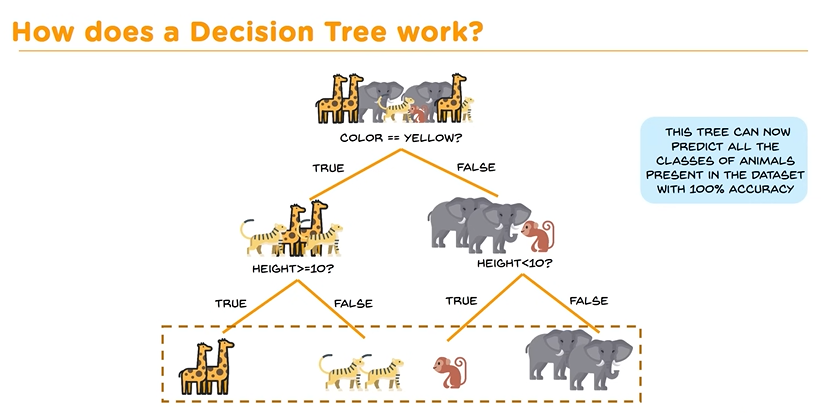 How does a Decision Tree work?
COLOR == YELLOW?
TRUE
FALSE
THIS TREE CAN NOW
PREDICT ALL THE
CLASSES OF ANIMALS
PRESENT IN THE DATASET
WITH 100% ACCURACY
HEIGHT>=10?
HEIGHT<10?
TRUE
FALSE
TRUE
FALSE